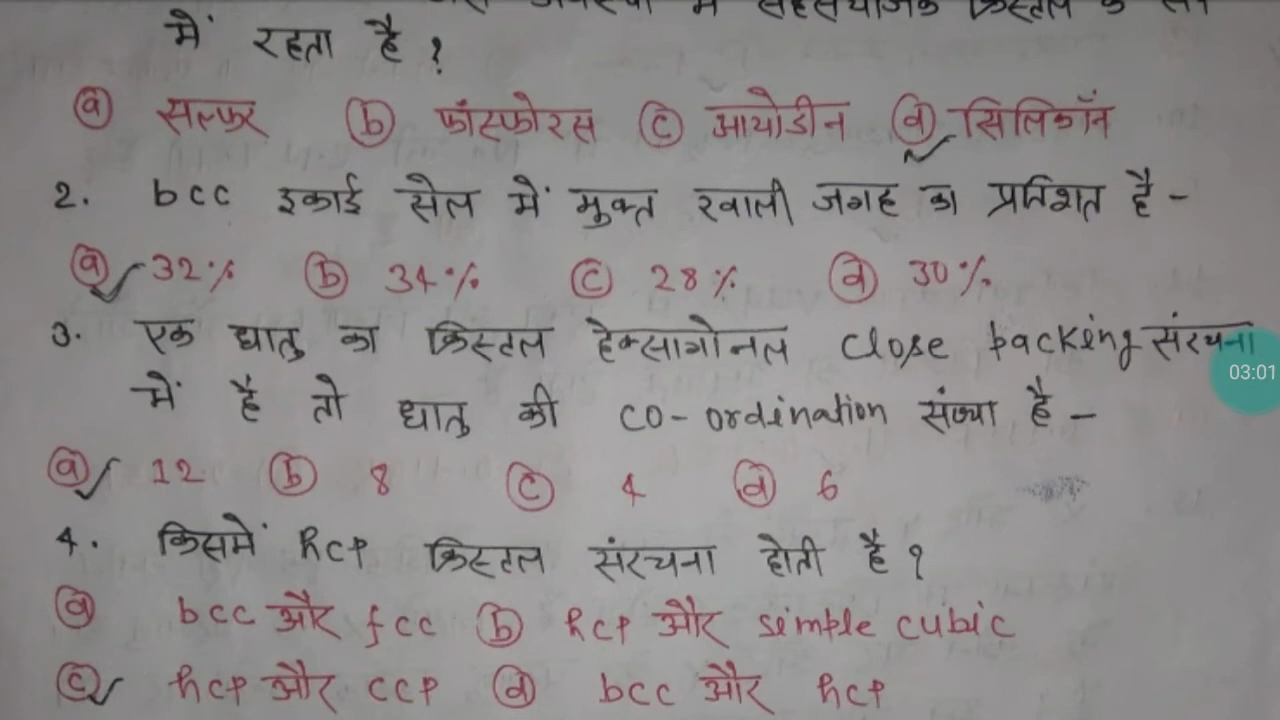 में रहता है ?
ⓐ सल्फर ⓑ फॉस्फोरस ⓒ आयोडीन ⓓ सिलिकॉन
2. bcc इकाई सेल में मुक्त खाली जगह का प्रतिशत है -
ⓐ 32% ⓑ 34% ⓒ 28% ⓓ 30%
3. एक धातु का क्रिस्टल हेक्सागोनल close packing संरचना
03:01
में है तो धातु की co-ordination संख्या है -
ⓐ 12 ⓑ 8 ⓒ 4 ⓓ 6
4. किसमें hcp क्रिस्टल संरचना होती है ?
ⓐ bcc और fcc ⓑ hcp और simple cubic
ⓒ hcp और ccp ⓓ bcc और hcp